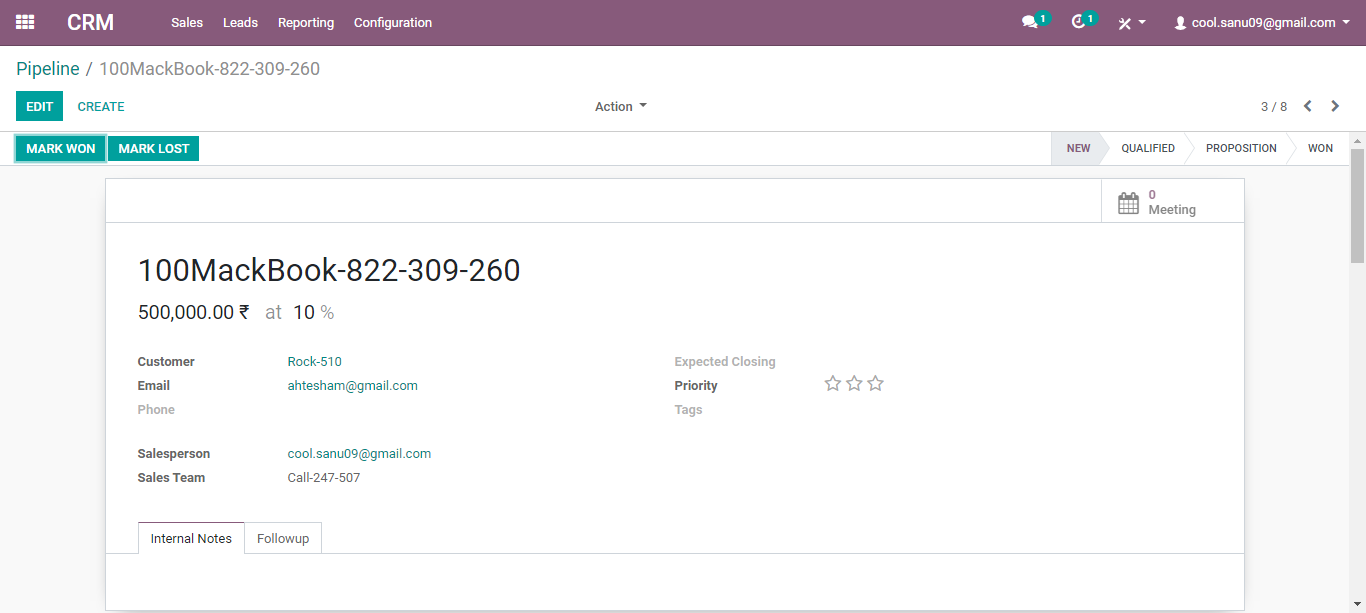 CRM Sales Leads Reporting Configuration 1 1 cool.sanu09@gmail.com
Pipeline / 100MackBook-822-309-260
EDIT CREATE Action 3 / 8
MARK WON MARK LOST NEW QUALIFIED PROPOSITION WON
0
Meeting
100MackBook-822-309-260
500,000.00 ₹ at 10 %
Customer Rock-510 Expected Closing
Email ahtesham@gmail.com Priority
Phone Tags
Salesperson cool.sanu09@gmail.com
Sales Team Call-247-507
Internal Notes Followup